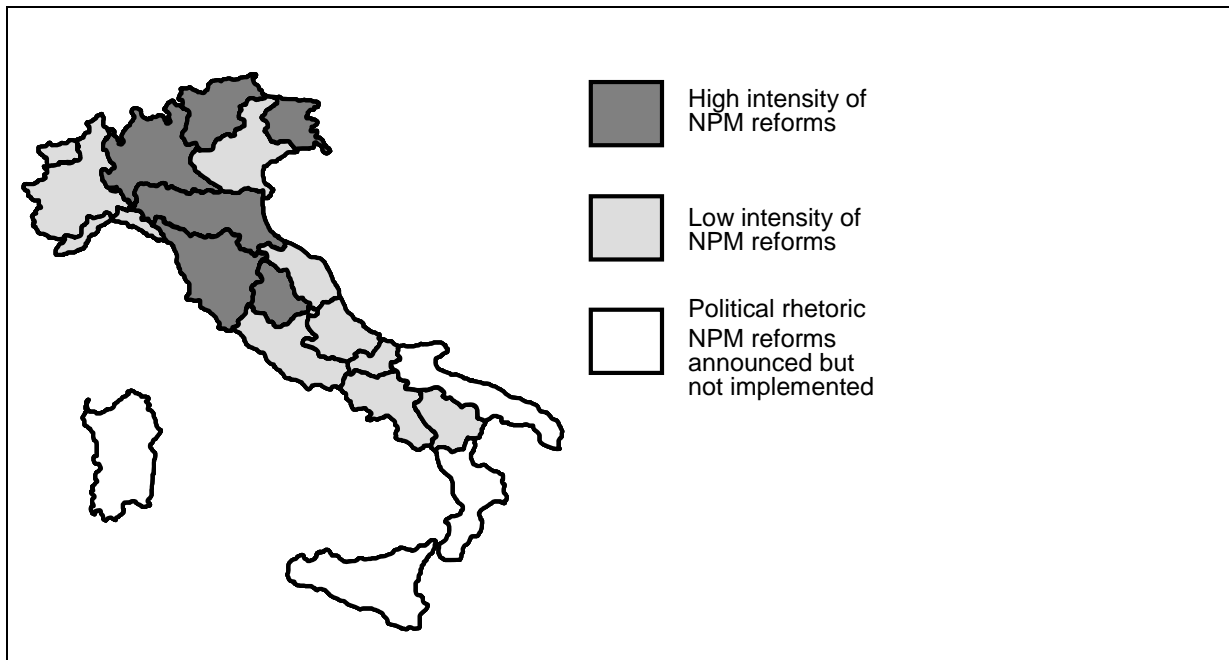 High intensity of
NPM reforms
Low intensity of
NPM reforms
Political rhetoric
NPM reforms
announced but
not implemented